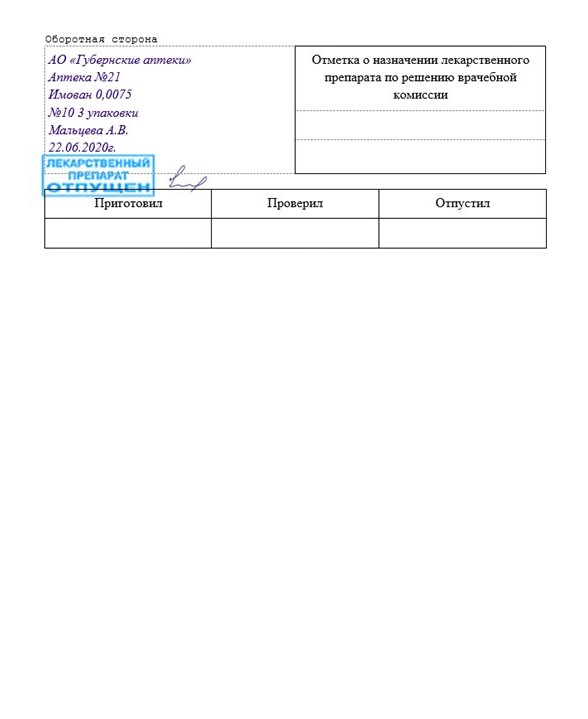 Оборотная сторона
АО «Губернские аптеки»
Аптека №21
Имован 0,0075
№10 3 упаковки
Мальцева А.В.
22.06.2020г.
ЛЕКАРСТВЕННЫЙ
ПРЕПАРАТ
ОТПУЩЕН
Отметка о назначении лекарственного
препарата по решению врачебной
комиссии
Приготовил Проверил Отпустил